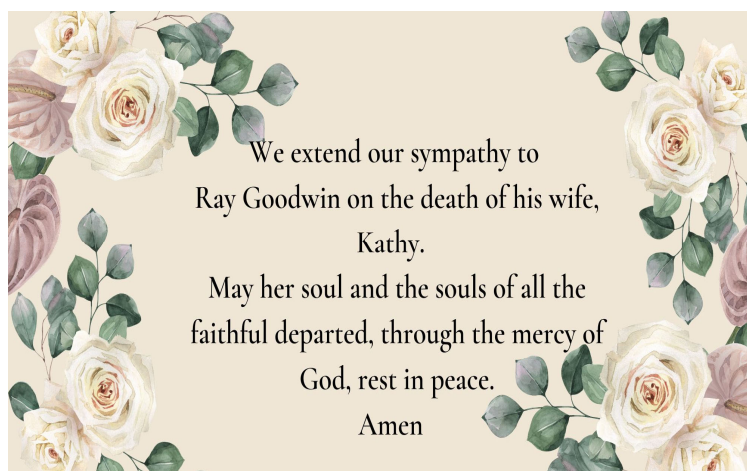 We extend our sympathy to
Ray Goodwin on the death of his wife,
Kathy.
May her soul and the souls of all the
faithful departed, through the mercy of
God, rest in peace.
Amen